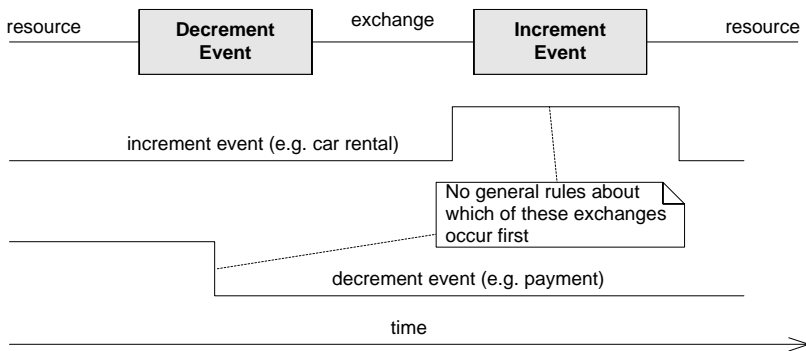 resource
Decrement
Event
exchange
Increment
Event
resource
increment event (e.g. car rental)
No general rules about
which of these exchanges
occur first
decrement event (e.g. payment)
time